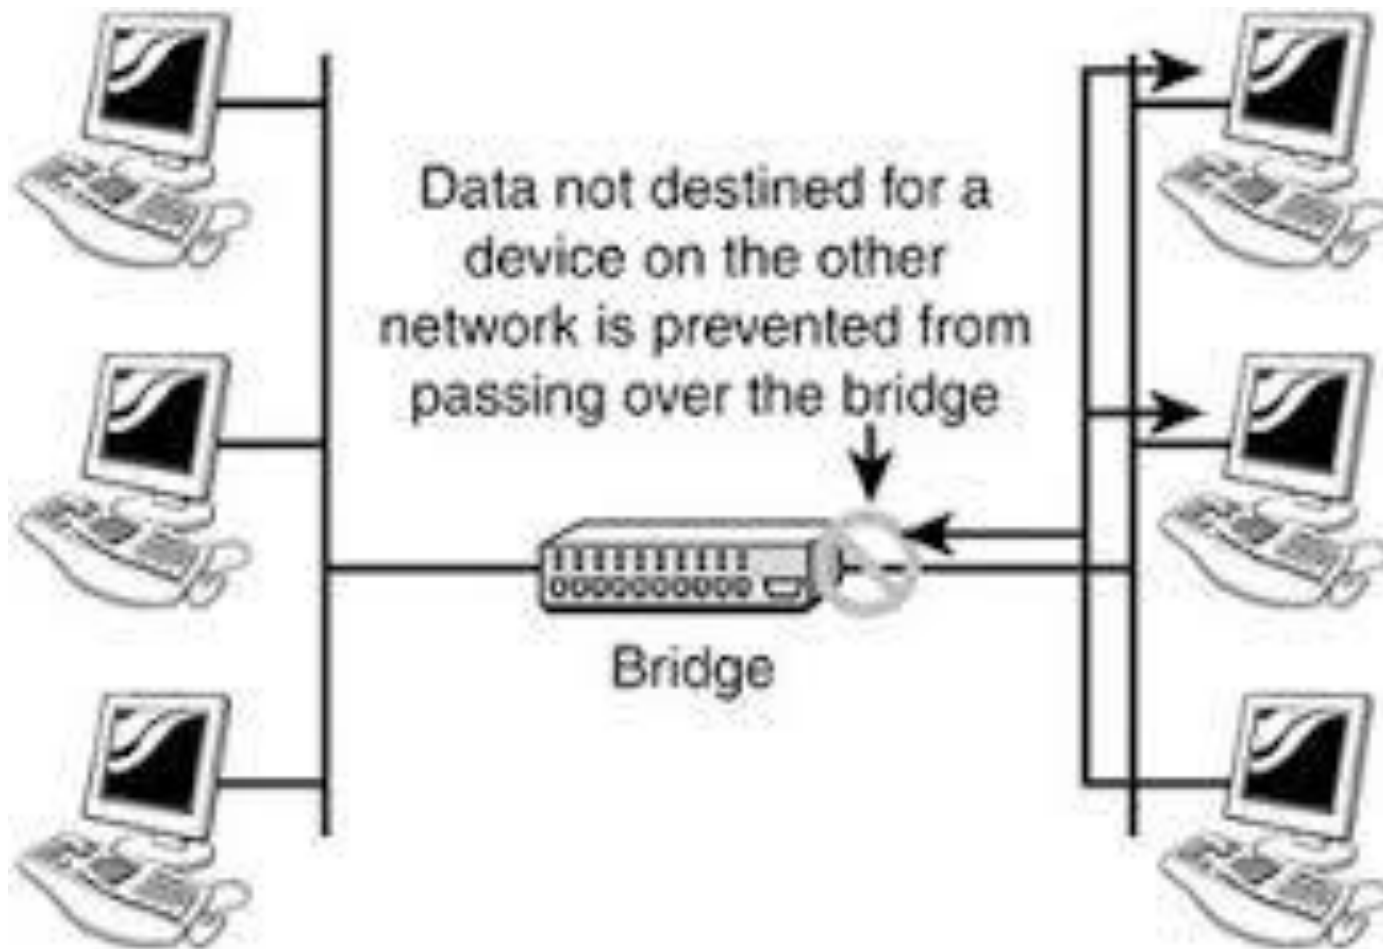 Data not destined for a
device on the other
network is prevented from
passing over the bridge
Bridge